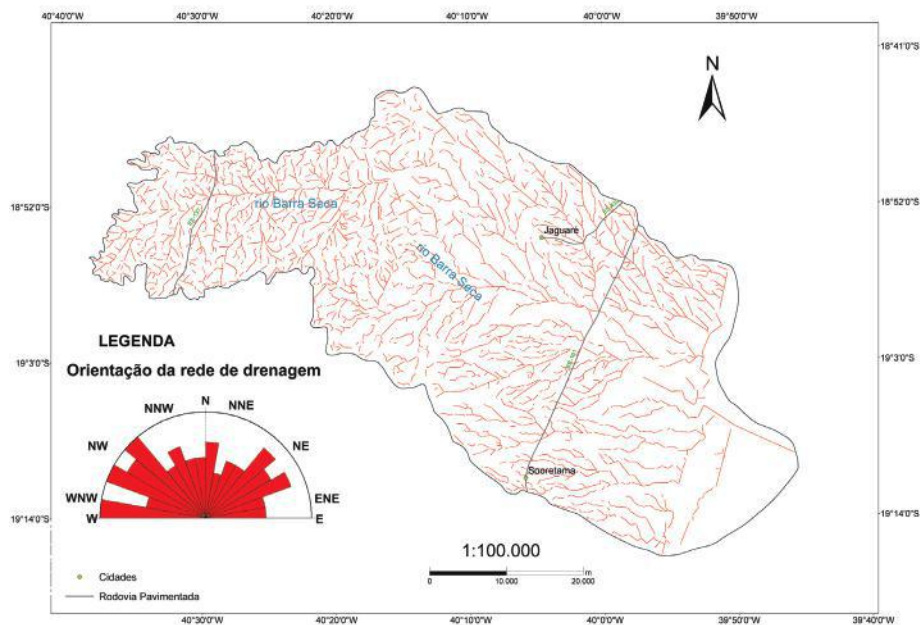 40°40'0"W 40°30'0"W 40°20'0"W 40°10'0"W 40°0'0"W 39°50'0"W
18°41'0"S
N
18°52'0"S
18°52'0"S
rio Barra Seca
Jaguaré
rio Barra Seca
LEGENDA
19°3'0"S
19°3'0"S
Orientação da rede de drenagem
N
NNW NNE
NW NE
WNW ENE
W E
Sooretama
19°14'0"S
19°14'0"S
1:100.000
m
0 10.000 20.000
Cidades
Rodovia Pavimentada
40°30'0"W 40°20'0"W 40°10'0"W 40°0'0"W 39°50'0"W 39°40'0"W